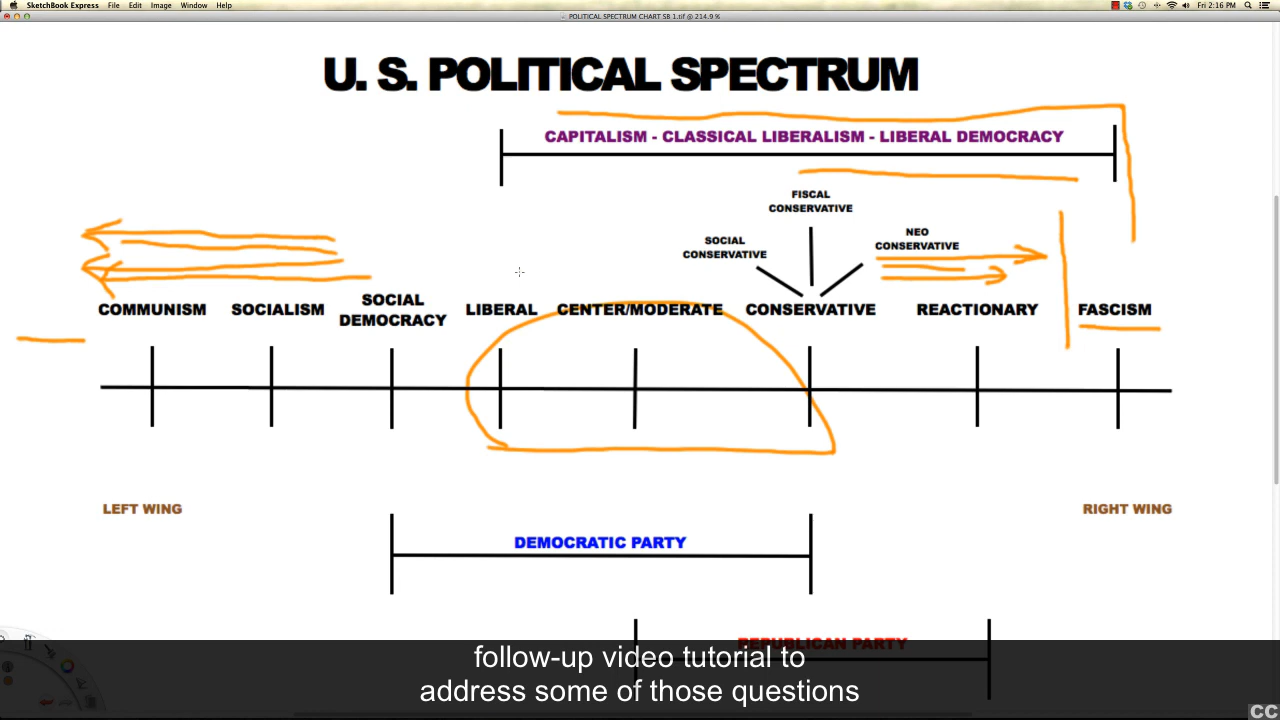 SketchBook Express File Edit Image Window Help
Fri 2:16 PM
POLITICAL SPECTRUM CHART SB 1.tif @ 214.9 %
U. S. POLITICAL SPECTRUM
CAPITALISM - CLASSICAL LIBERALISM - LIBERAL DEMOCRACY
FISCAL
CONSERVATIVE
SOCIAL
CONSERVATIVE
NEO
CONSERVATIVE
COMMUNISM
SOCIALISM
SOCIAL
DEMOCRACY
LIBERAL
CENTER/MODERATE
CONSERVATIVE
REACTIONARY
FASCISM
LEFT WING
RIGHT WING
DEMOCRATIC PARTY
REPUBLICAN PARTY
follow-up video tutorial to
address some of those questions
CC